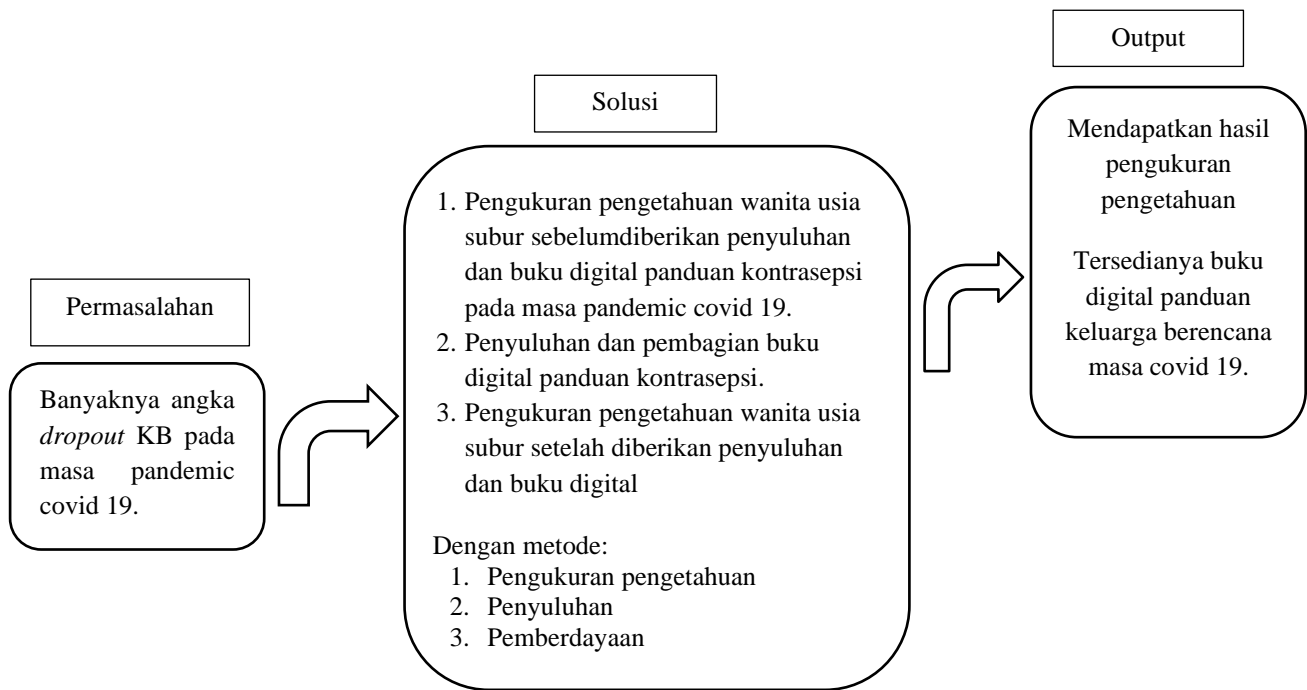 Permasalahan
Banyaknya angka
dropout KB pada
masa pandemic
covid 19.
Solusi
1. Pengukuran pengetahuan wanita usia
subur sebelumdiberikan penyuluhan
dan buku digital panduan kontrasepsi
pada masa pandemic covid 19.
2. Penyuluhan dan pembagian buku
digital panduan kontrasepsi.
3. Pengukuran pengetahuan wanita usia
subur setelah diberikan penyuluhan
dan buku digital
Dengan metode:
1. Pengukuran pengetahuan
2. Penyuluhan
3. Pemberdayaan
Output
Mendapatkan hasil
pengukuran
pengetahuan
Tersedianya buku
digital panduan
keluarga berencana
masa covid 19.